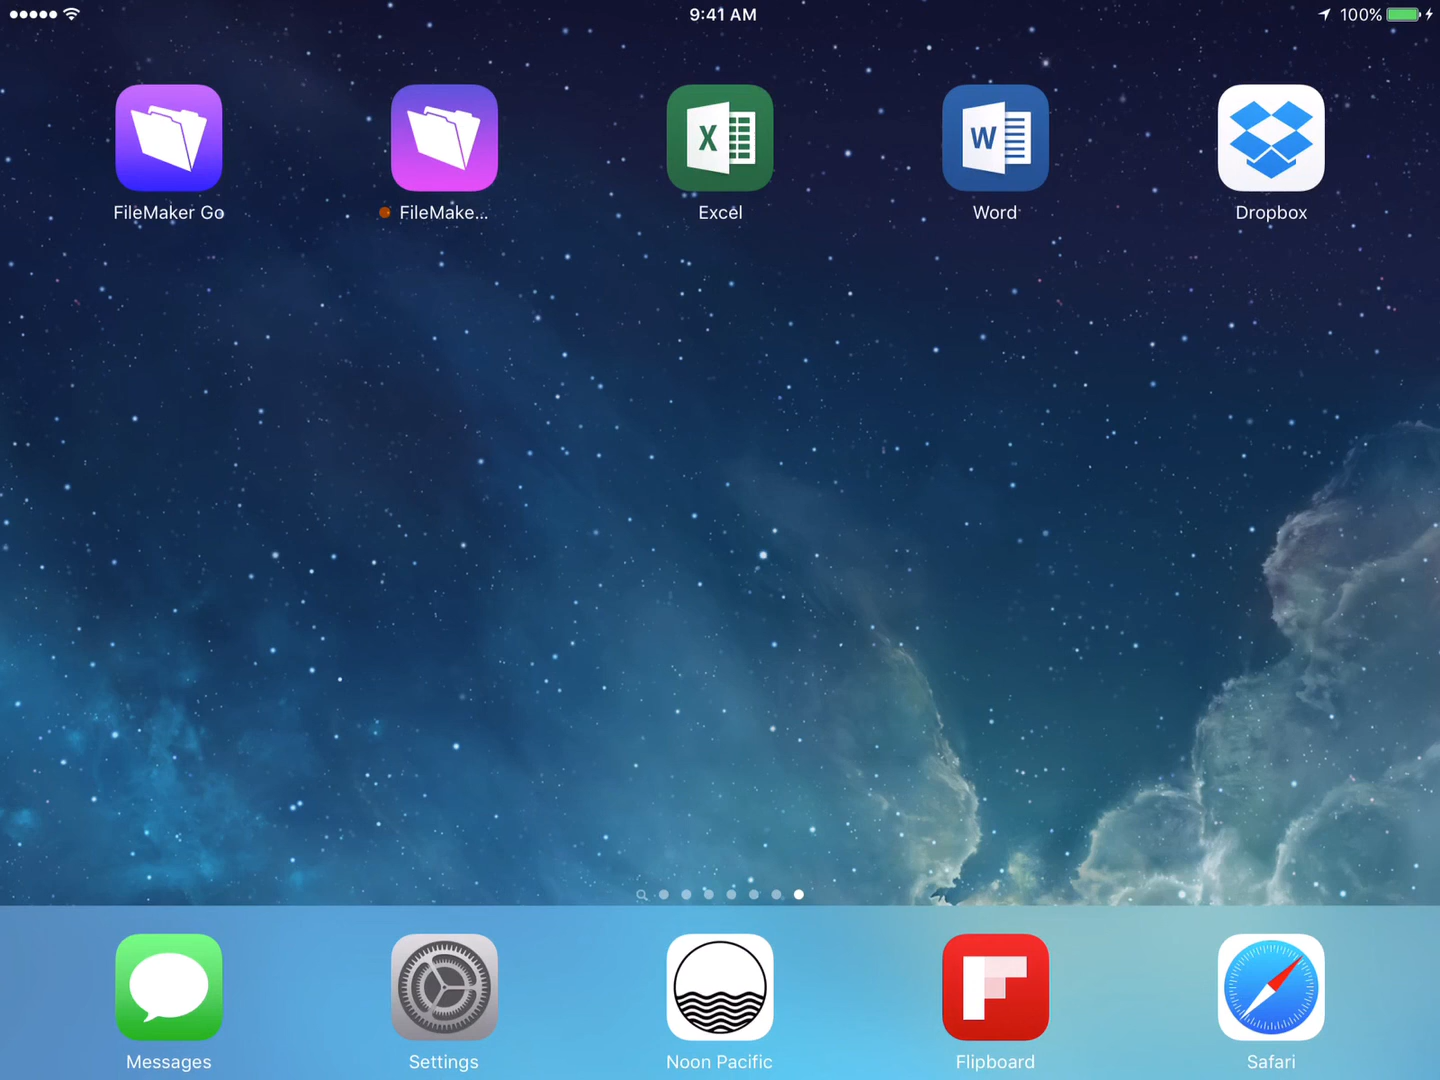 9:41 AM
100%
X
W
FileMaker Go
FileMake...
Excel
Word
Dropbox
Messages
Settings
Noon Pacific
Flipboard
Safari